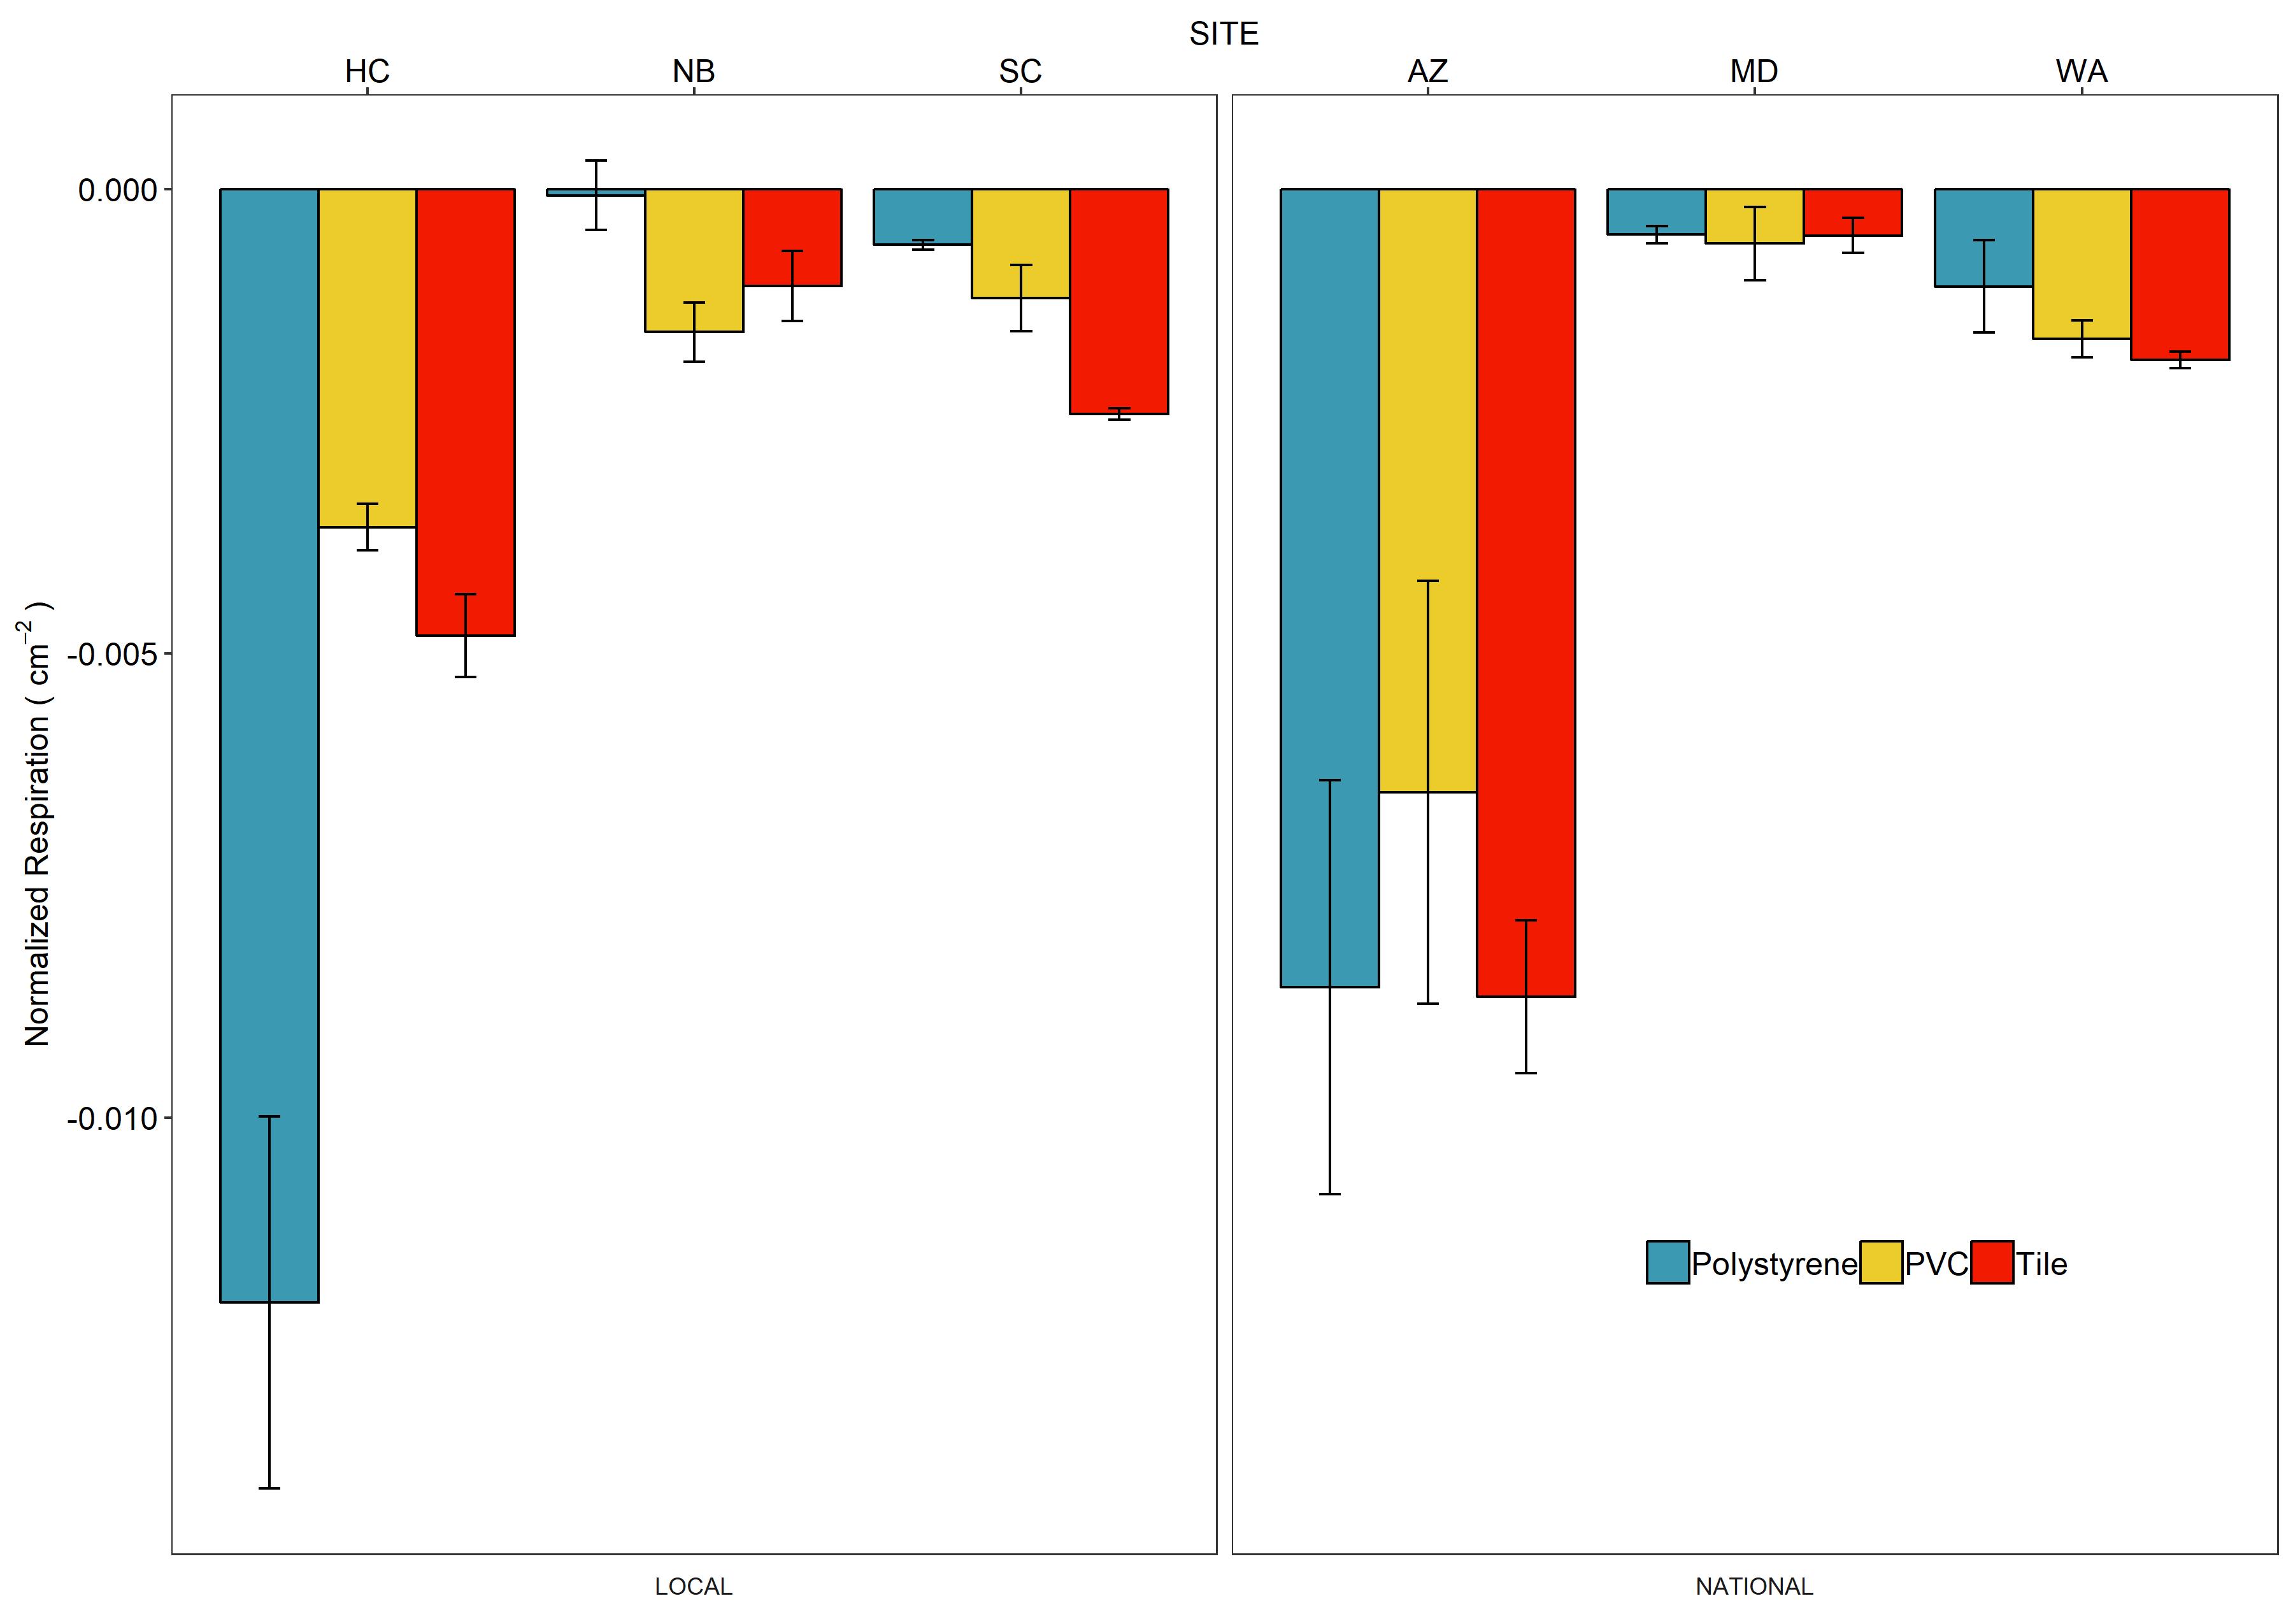 SITE
HC NB SC AZ MD WA
0.000
-0.005
-0.010
Normalized Respiration ( cm⁻² )
Polystyrene PVC Tile
LOCAL NATIONAL